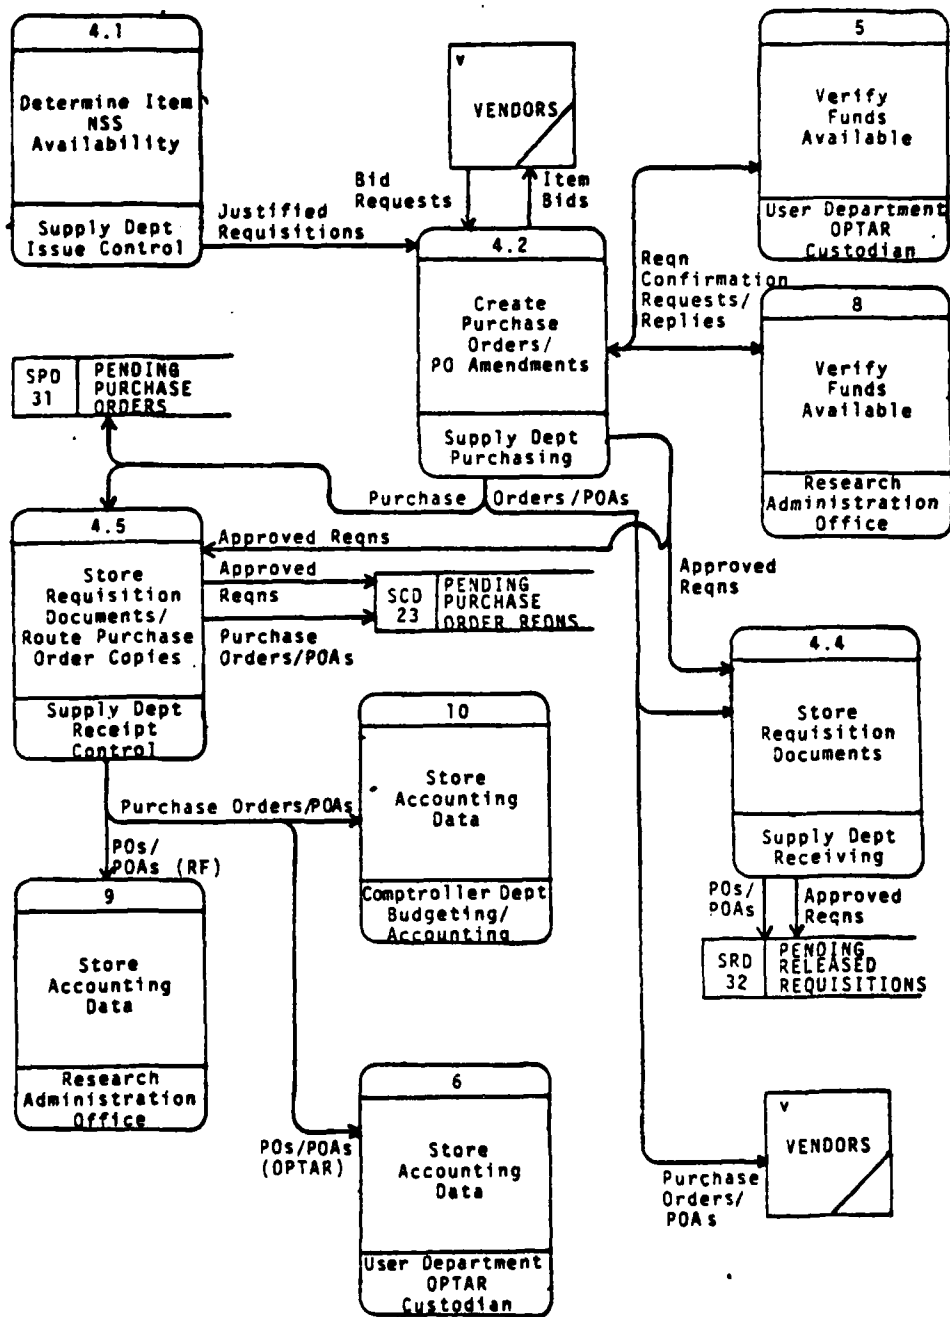 4.1
Determine Item
NSS
Availability
Supply Dept
Issue Control
v
VENDORS
5
Verify
Funds
Available
User Department
OPTAR
Custodian
Bid
Requests
Item
Bids
Justified
Requisitions
4.2
Create
Purchase
Orders/
PO Amendments
Supply Dept
Purchasing
Reqn
Confirmation
Requests/
Replies
8
Verify
Funds
Available
Research
Administration
Office
SPD
31
PENDING
PURCHASE
ORDERS
Purchase
Orders/POAs
4.5
Store
Requisition
Documents/
Route Purchase
Order Copies
Supply Dept
Receipt
Control
Approved Reqns
Approved
Reqns
Purchase
Orders/POAs
SCD
23
PENDING
PURCHASE
ORDER REQNS
Approved
Reqns
4.4
Store
Requisition
Documents
Supply Dept
Receiving
10
Store
Accounting
Data
Comptroller Dept
Budgeting/
Accounting
Purchase Orders/POAs
POs/
POAs (RF)
POs/
POAs
Approved
Reqns
9
Store
Accounting
Data
Research
Administration
Office
SRD
32
PENDING
RELEASED
REQUISITIONS
6
Store
Accounting
Data
User Department
OPTAR
Custodian
POs/POAs
(OPTAR)
v
VENDORS
Purchase
Orders/
POAs